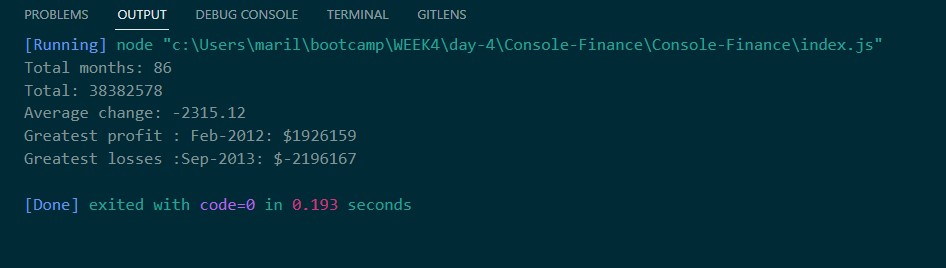 PROBLEMS OUTPUT DEBUG CONSOLE TERMINAL GITLENS
[Running] node "c:\Users\maril\bootcamp\WEEK4\day-4\Console-Finance\Console-Finance\index.js"
Total months: 86
Total: 38382578
Average change: -2315.12
Greatest profit : Feb-2012: $1926159
Greatest losses :Sep-2013: $-2196167
[Done] exited with code=0 in 0.193 seconds